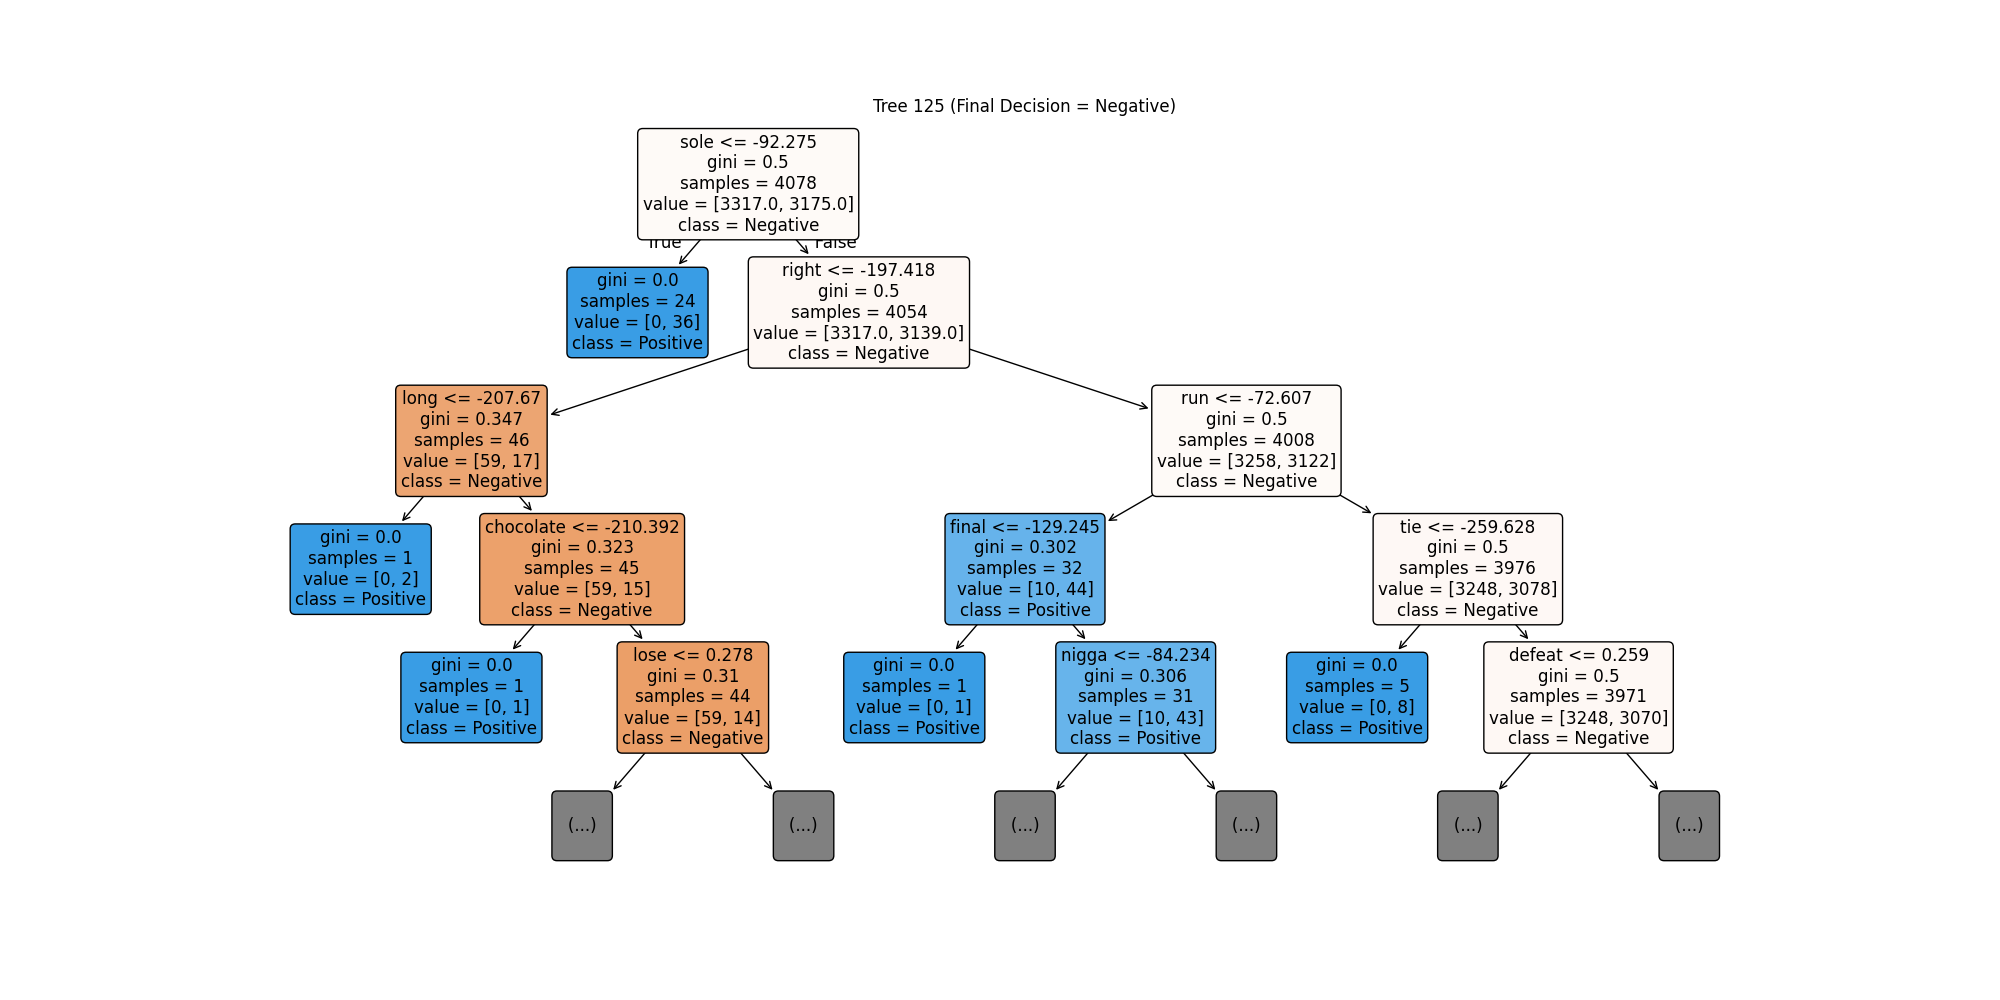 Tree 125 (Final Decision = Negative)
sole <= -92.275
gini = 0.5
samples = 4078
value = [3317.0, 3175.0]
class = Negative
True
False
gini = 0.0
samples = 24
value = [0, 36]
class = Positive
right <= -197.418
gini = 0.5
samples = 4054
value = [3317.0, 3139.0]
class = Negative
long <= -207.67
gini = 0.347
samples = 46
value = [59, 17]
class = Negative
run <= -72.607
gini = 0.5
samples = 4008
value = [3258, 3122]
class = Negative
gini = 0.0
samples = 1
value = [0, 2]
class = Positive
chocolate <= -210.392
gini = 0.323
samples = 45
value = [59, 15]
class = Negative
final <= -129.245
gini = 0.302
samples = 32
value = [10, 44]
class = Positive
tie <= -259.628
gini = 0.5
samples = 3976
value = [3248, 3078]
class = Negative
gini = 0.0
samples = 1
value = [0, 1]
class = Positive
lose <= 0.278
gini = 0.31
samples = 44
value = [59, 14]
class = Negative
gini = 0.0
samples = 1
value = [0, 1]
class = Positive
nigga <= -84.234
gini = 0.306
samples = 31
value = [10, 43]
class = Positive
gini = 0.0
samples = 5
value = [0, 8]
class = Positive
defeat <= 0.259
gini = 0.5
samples = 3971
value = [3248, 3070]
class = Negative
(...)
(...)
(...)
(...)
(...)
(...)